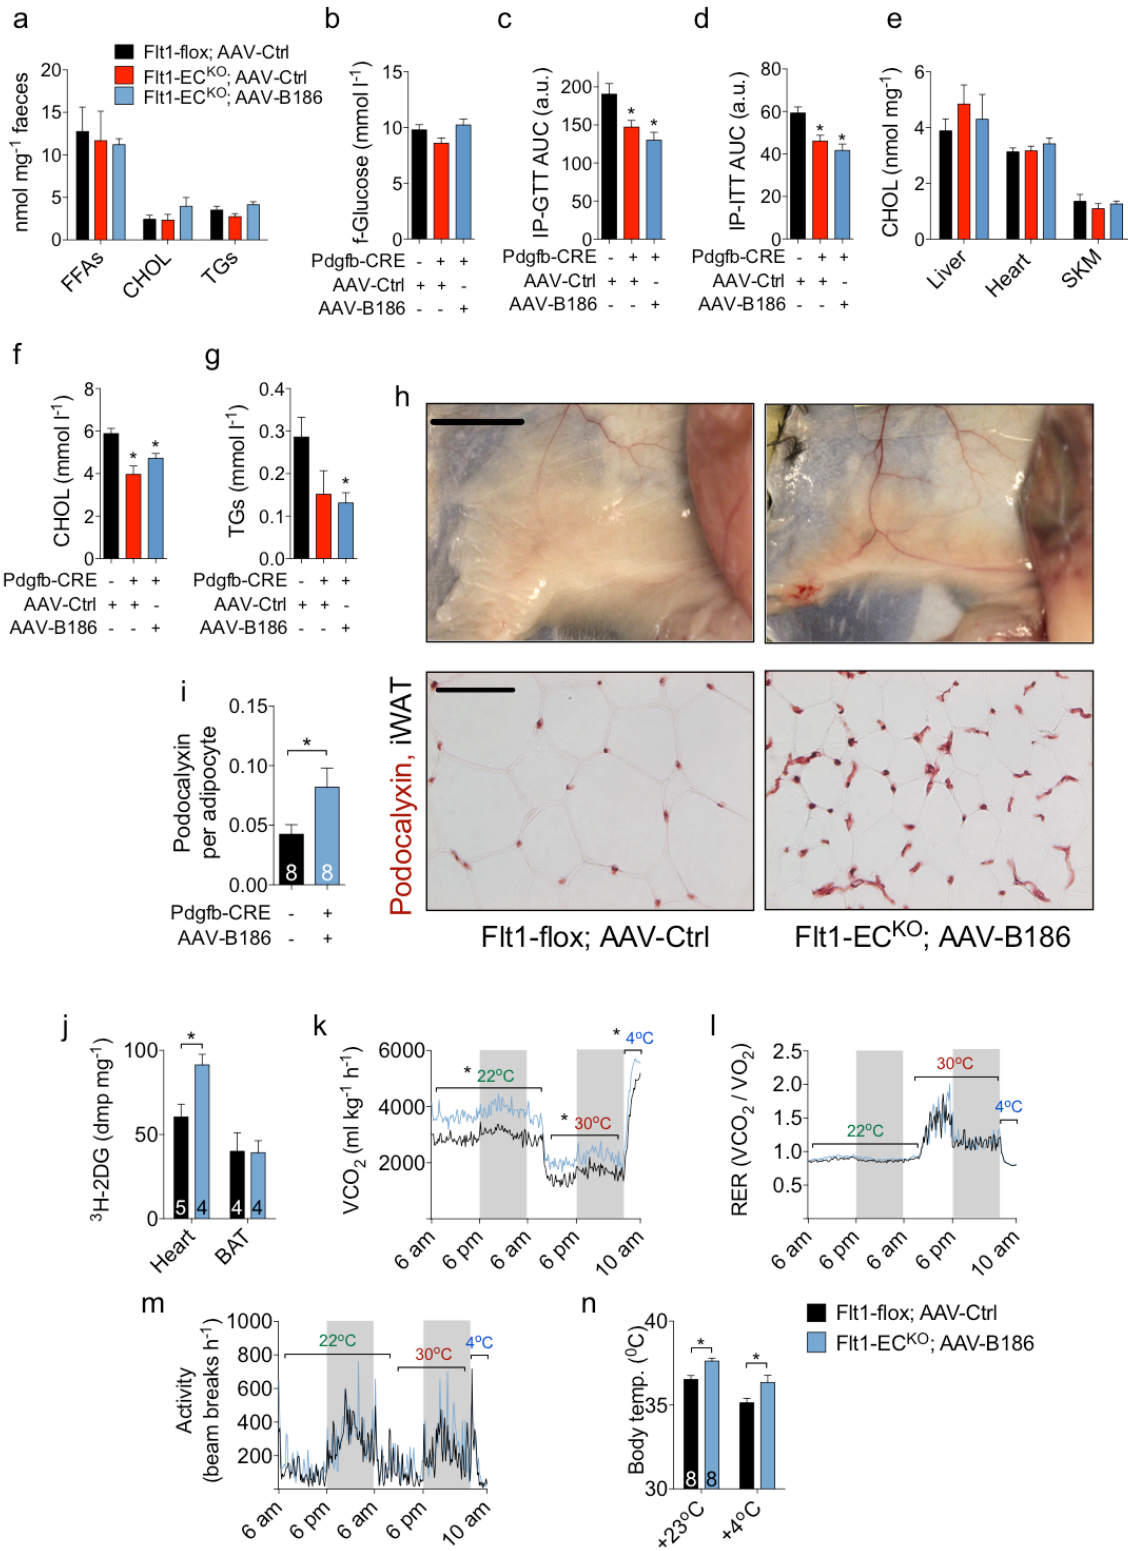 a
b
c
d
e
Flt1-flox; AAV-Ctrl
Flt1-EC^KO; AAV-Ctrl
Flt1-EC^KO; AAV-B186
nmol mg-1 faeces
20
15
10
5
0
FFAs
CHOL
TGs
f-Glucose (mmol l-1)
15
10
5
0
Pdgfb-CRE - + +
AAV-Ctrl + + -
AAV-B186 - - +
IP-GTT AUC (a.u.)
200
150
100
50
0
* *
Pdgfb-CRE - + +
AAV-Ctrl + + -
AAV-B186 - - +
IP-ITT AUC (a.u.)
80
60
40
20
0
* *
Pdgfb-CRE - + +
AAV-Ctrl + + -
AAV-B186 - - +
CHOL (nmol mg-1)
6
4
2
0
Liver
Heart
SKM
f
g
h
CHOL (mmol l-1)
8
6
4
2
0
* *
Pdgfb-CRE - + +
AAV-Ctrl + + -
AAV-B186 - - +
TGs (mmol l-1)
0.4
0.3
0.2
0.1
0.0
*
Pdgfb-CRE - + +
AAV-Ctrl + + -
AAV-B186 - - +
Podocalyxin, iWAT
Flt1-flox; AAV-Ctrl
Flt1-EC^KO; AAV-B186
i
Podocalyxin
per adipocyte
0.15
0.10
0.05
0.00
*
8 8
Pdgfb-CRE - +
AAV-B186 - +
j
k
l
3H-2DG (dmp mg-1)
100
50
0
*
5 4 4 4
Heart
BAT
VCO2 (ml kg-1 h-1)
6000
4000
2000
* 22°C
* 30°C
* 4°C
6 am
6 pm
6 am
6 pm
10 am
RER (VCO2 / VO2)
2.5
2.0
1.5
1.0
0.5
22°C
30°C
4°C
6 am
6 pm
6 am
6 pm
10 am
m
n
Activity
(beam breaks h-1)
1000
800
600
400
200
22°C
30°C
4°C
6 am
6 pm
6 am
6 pm
10 am
Body temp. (0C)
40
35
30
* *
8 8
+23°C
+4°C
Flt1-flox; AAV-Ctrl
Flt1-EC^KO; AAV-B186